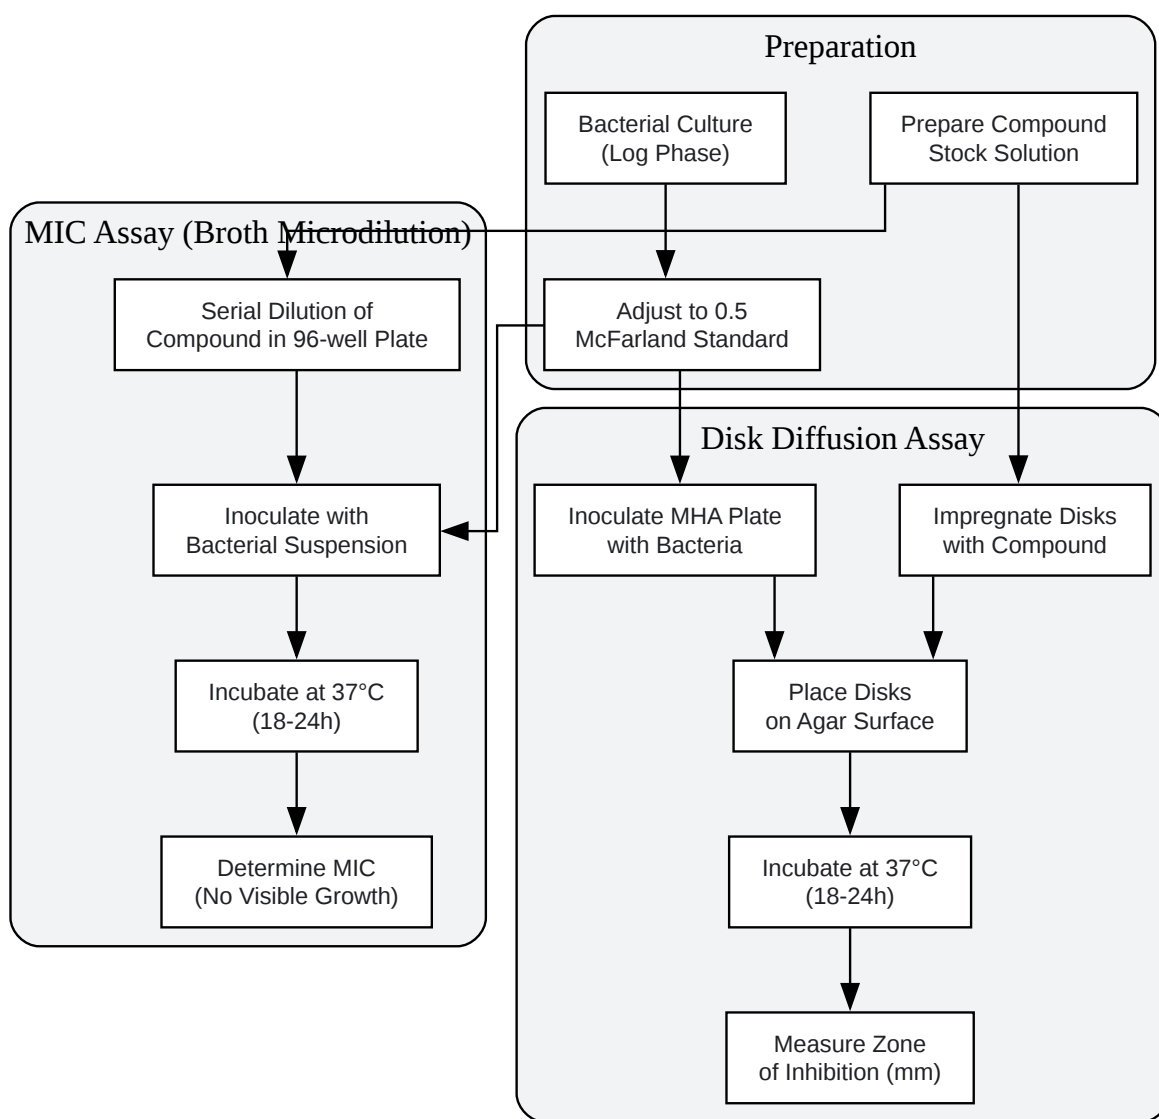 Preparation
Bacterial Culture
(Log Phase)
Prepare Compound
Stock Solution
Adjust to 0.5
McFarland Standard
MIC Assay (Broth Microdilution)
Serial Dilution of
Compound in 96-well Plate
Inoculate with
Bacterial Suspension
Incubate at 37°C
(18-24h)
Determine MIC
(No Visible Growth)
Disk Diffusion Assay
Inoculate MHA Plate
with Bacteria
Impregnate Disks
with Compound
Place Disks
on Agar Surface
Incubate at 37°C
(18-24h)
Measure Zone
of Inhibition (mm)